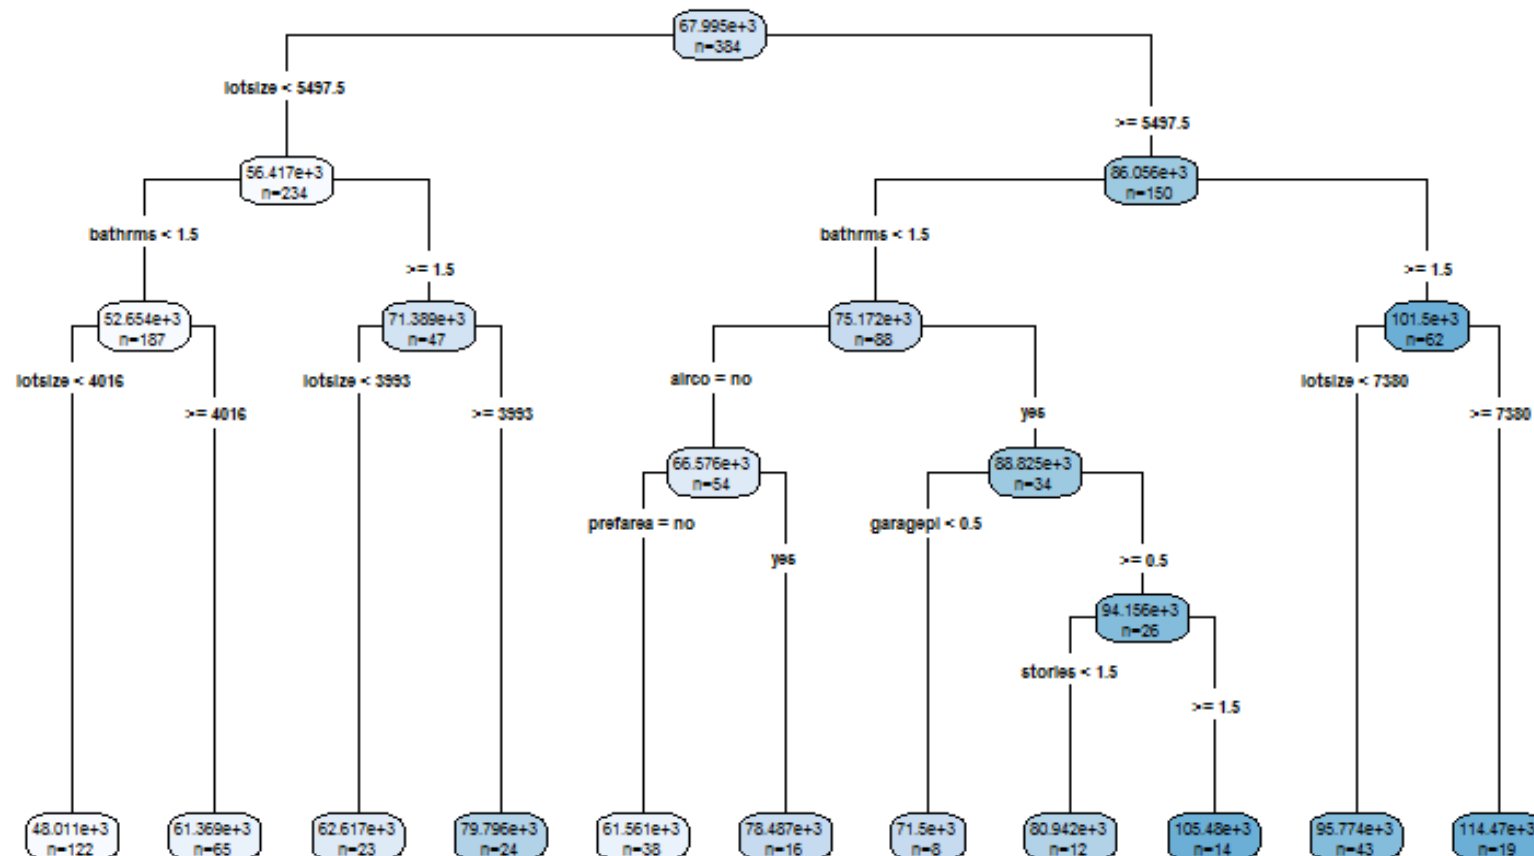 67.995e+3
n=384
lotsize < 5497.5
>= 5497.5
56.417e+3
n=234
86.056e+3
n=150
bathrms < 1.5
>= 1.5
bathrms < 1.5
>= 1.5
52.654e+3
n=187
71.389e+3
n=47
75.172e+3
n=88
101.5e+3
n=62
lotsize < 4016
>= 4016
lotsize < 3993
>= 3993
airco = no
yes
lotsize < 7380
>= 7380
66.576e+3
n=54
88.825e+3
n=34
prefarea = no
yes
garagepl < 0.5
>= 0.5
94.156e+3
n=26
stories < 1.5
>= 1.5
48.011e+3
n=122
61.369e+3
n=65
62.617e+3
n=23
79.796e+3
n=24
61.561e+3
n=38
78.487e+3
n=16
71.5e+3
n=8
80.942e+3
n=12
105.48e+3
n=14
95.774e+3
n=43
114.47e+3
n=19